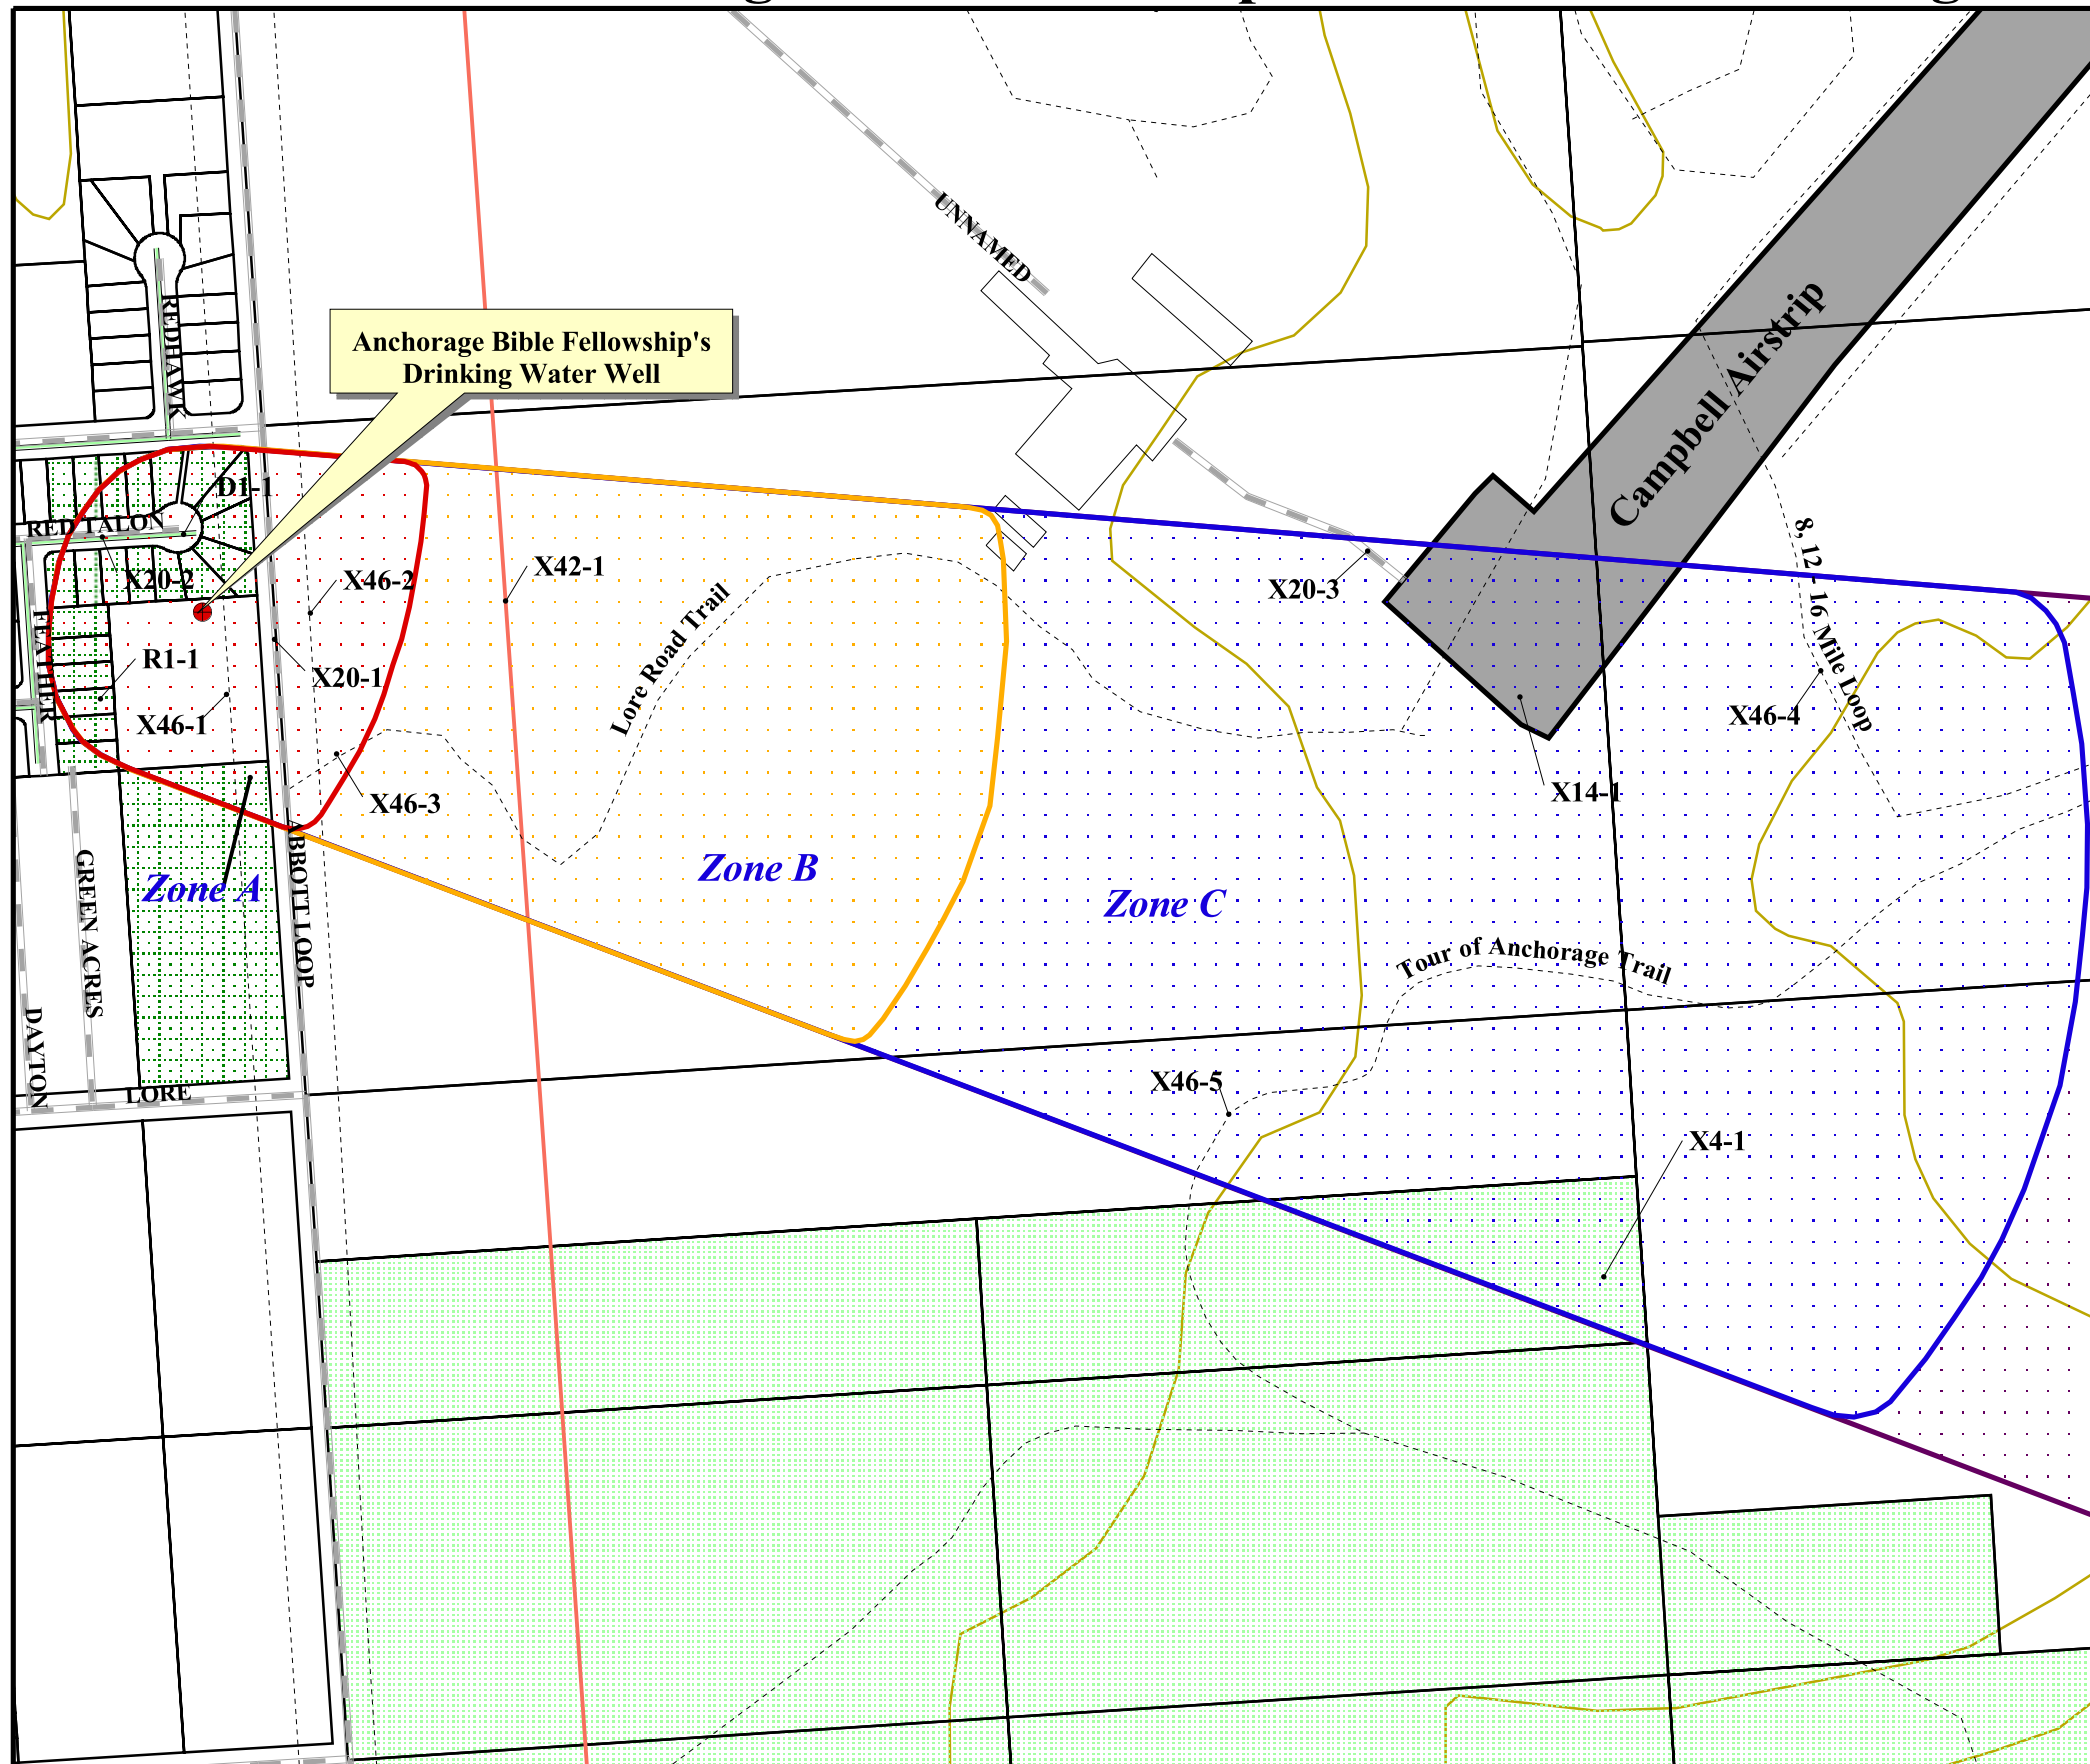 UNNAMED
REDHAWK
Anchorage Bible Fellowship's
Drinking Water Well
Campbell Airstrip
D1-1
RED TALON
X20-2
X46-2
X42-1
X20-3
8, 12 - 16 Mile Loop
Lore Road Trail
FEATHER
R1-1
X20-1
X46-1
X46-4
X46-3
X14-1
Zone A
Zone B
Zone C
ABBOTT LOOP
GREEN ACRES
Tour of Anchorage Trail
DAYTON
LORE
X46-5
X4-1